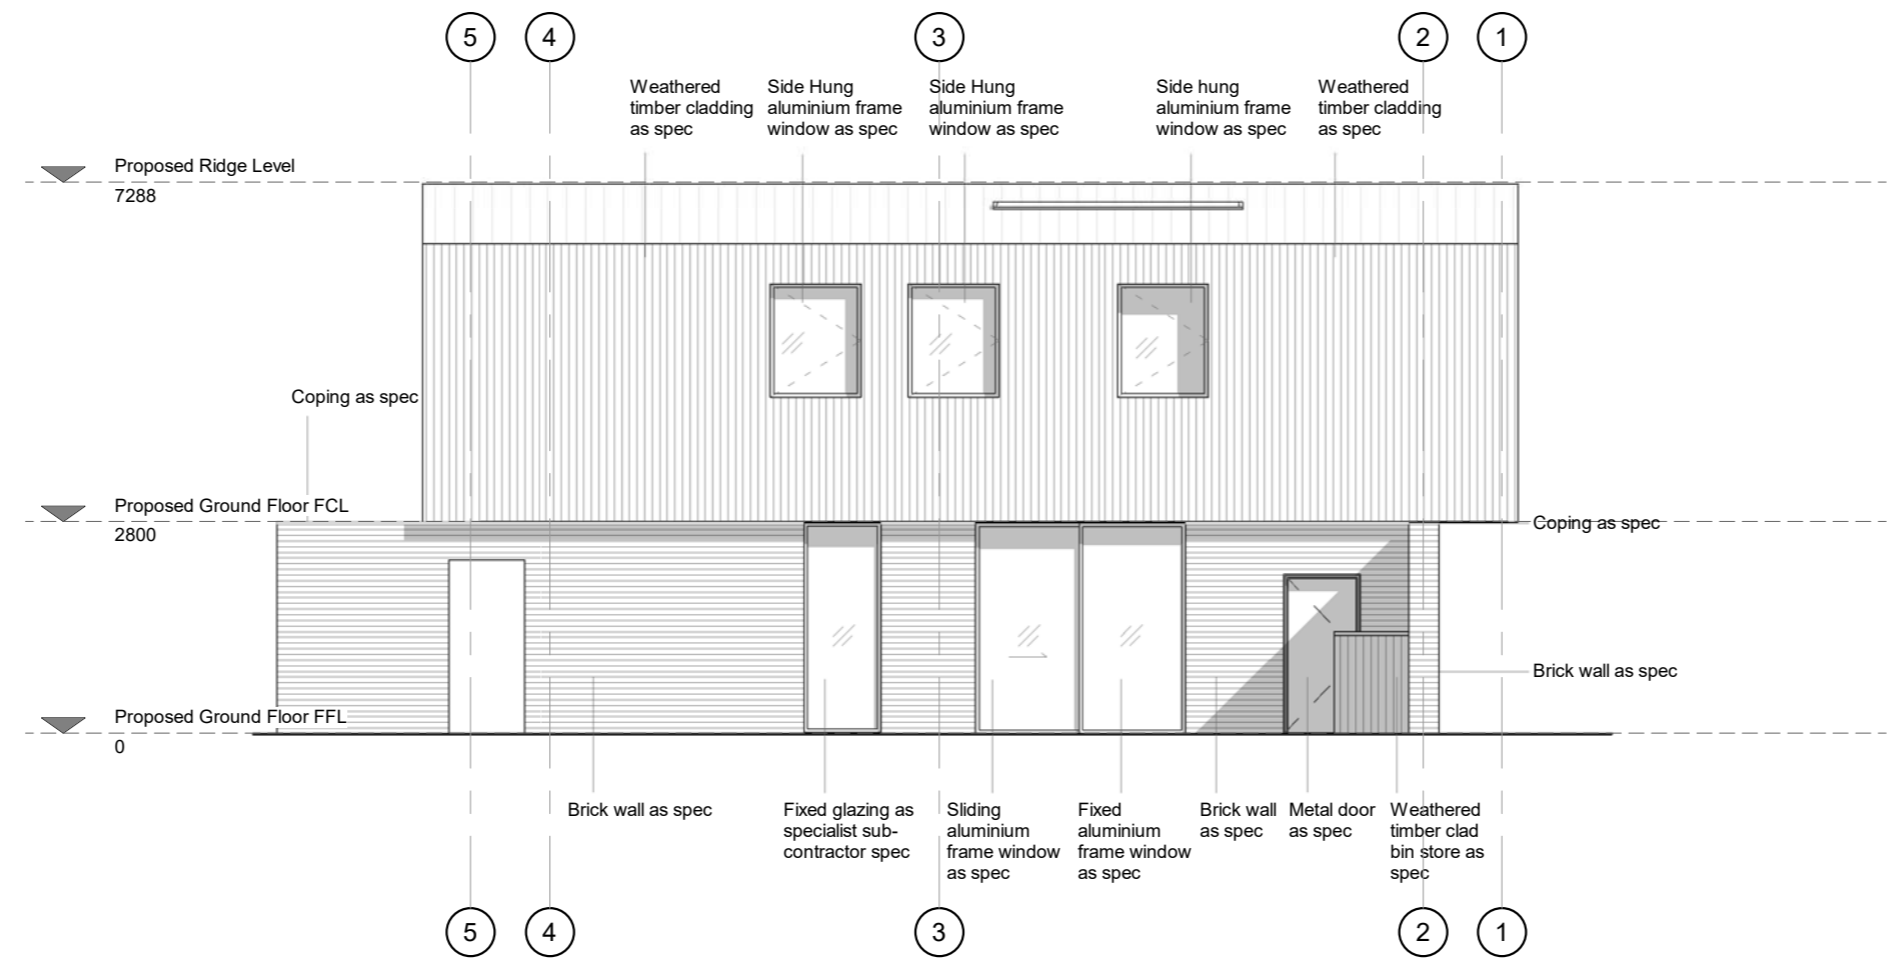 5
4
3
2
1
Weathered
timber cladding
as spec
Side Hung
aluminium frame
window as spec
Side Hung
aluminium frame
window as spec
Side hung
aluminium frame
window as spec
Weathered
timber cladding
as spec
Proposed Ridge Level
7288
Coping as spec
Proposed Ground Floor FCL
2800
Coping as spec
Brick wall as spec
Proposed Ground Floor FFL
0
Brick wall as spec
Fixed glazing as
specialist sub-
contractor spec
Sliding
aluminium
frame window
as spec
Fixed
aluminium
frame window
as spec
Brick wall
as spec
Metal door
as spec
Weathered
timber clad
bin store as
spec
5
4
3
2
1